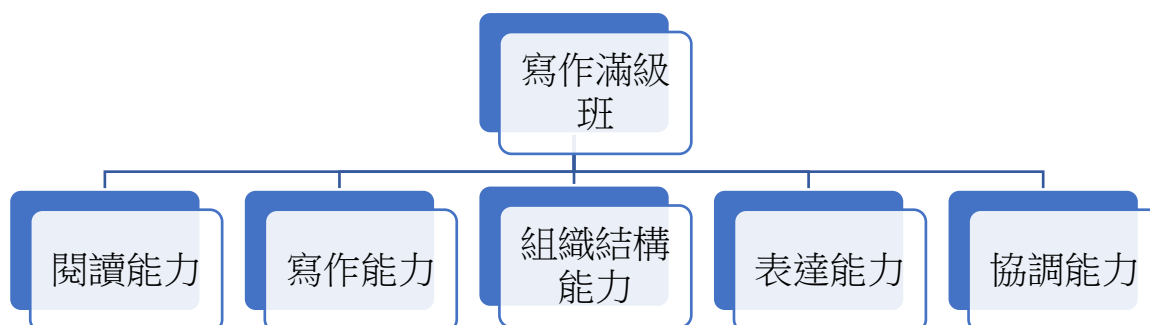 寫作滿級
班
閱讀能力
寫作能力
組織結構
能力
表達能力
協調能力